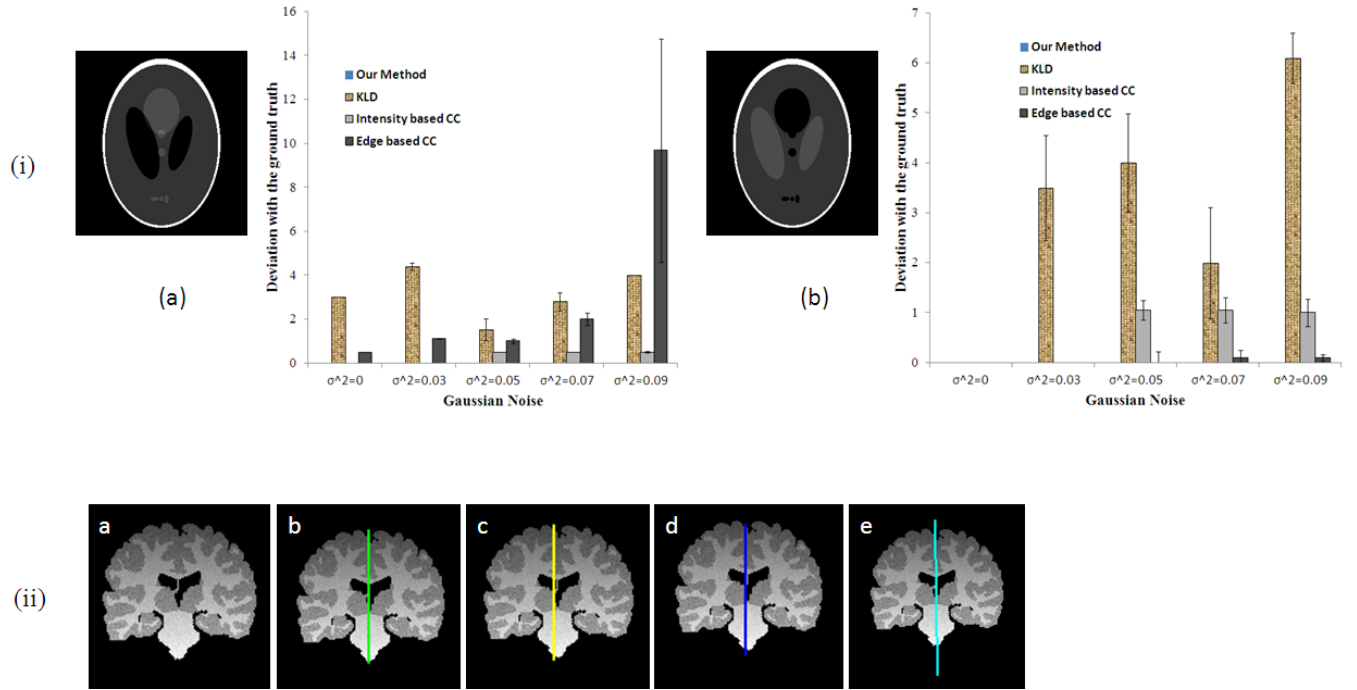 (i)
(a)
Deviation with the ground truth
16
14
12
10
8
6
4
2
0
Our Method
KLD
Intensity based CC
Edge based CC
σ^2=0 σ^2=0.03 σ^2=0.05 σ^2=0.07 σ^2=0.09
Gaussian Noise
(b)
Deviation with the ground truth
7
6
5
4
3
2
1
0
Our Method
KLD
Intensity based CC
Edge based CC
σ^2=0 σ^2=0.03 σ^2=0.05 σ^2=0.07 σ^2=0.09
Gaussian Noise
(ii)
a b c d e